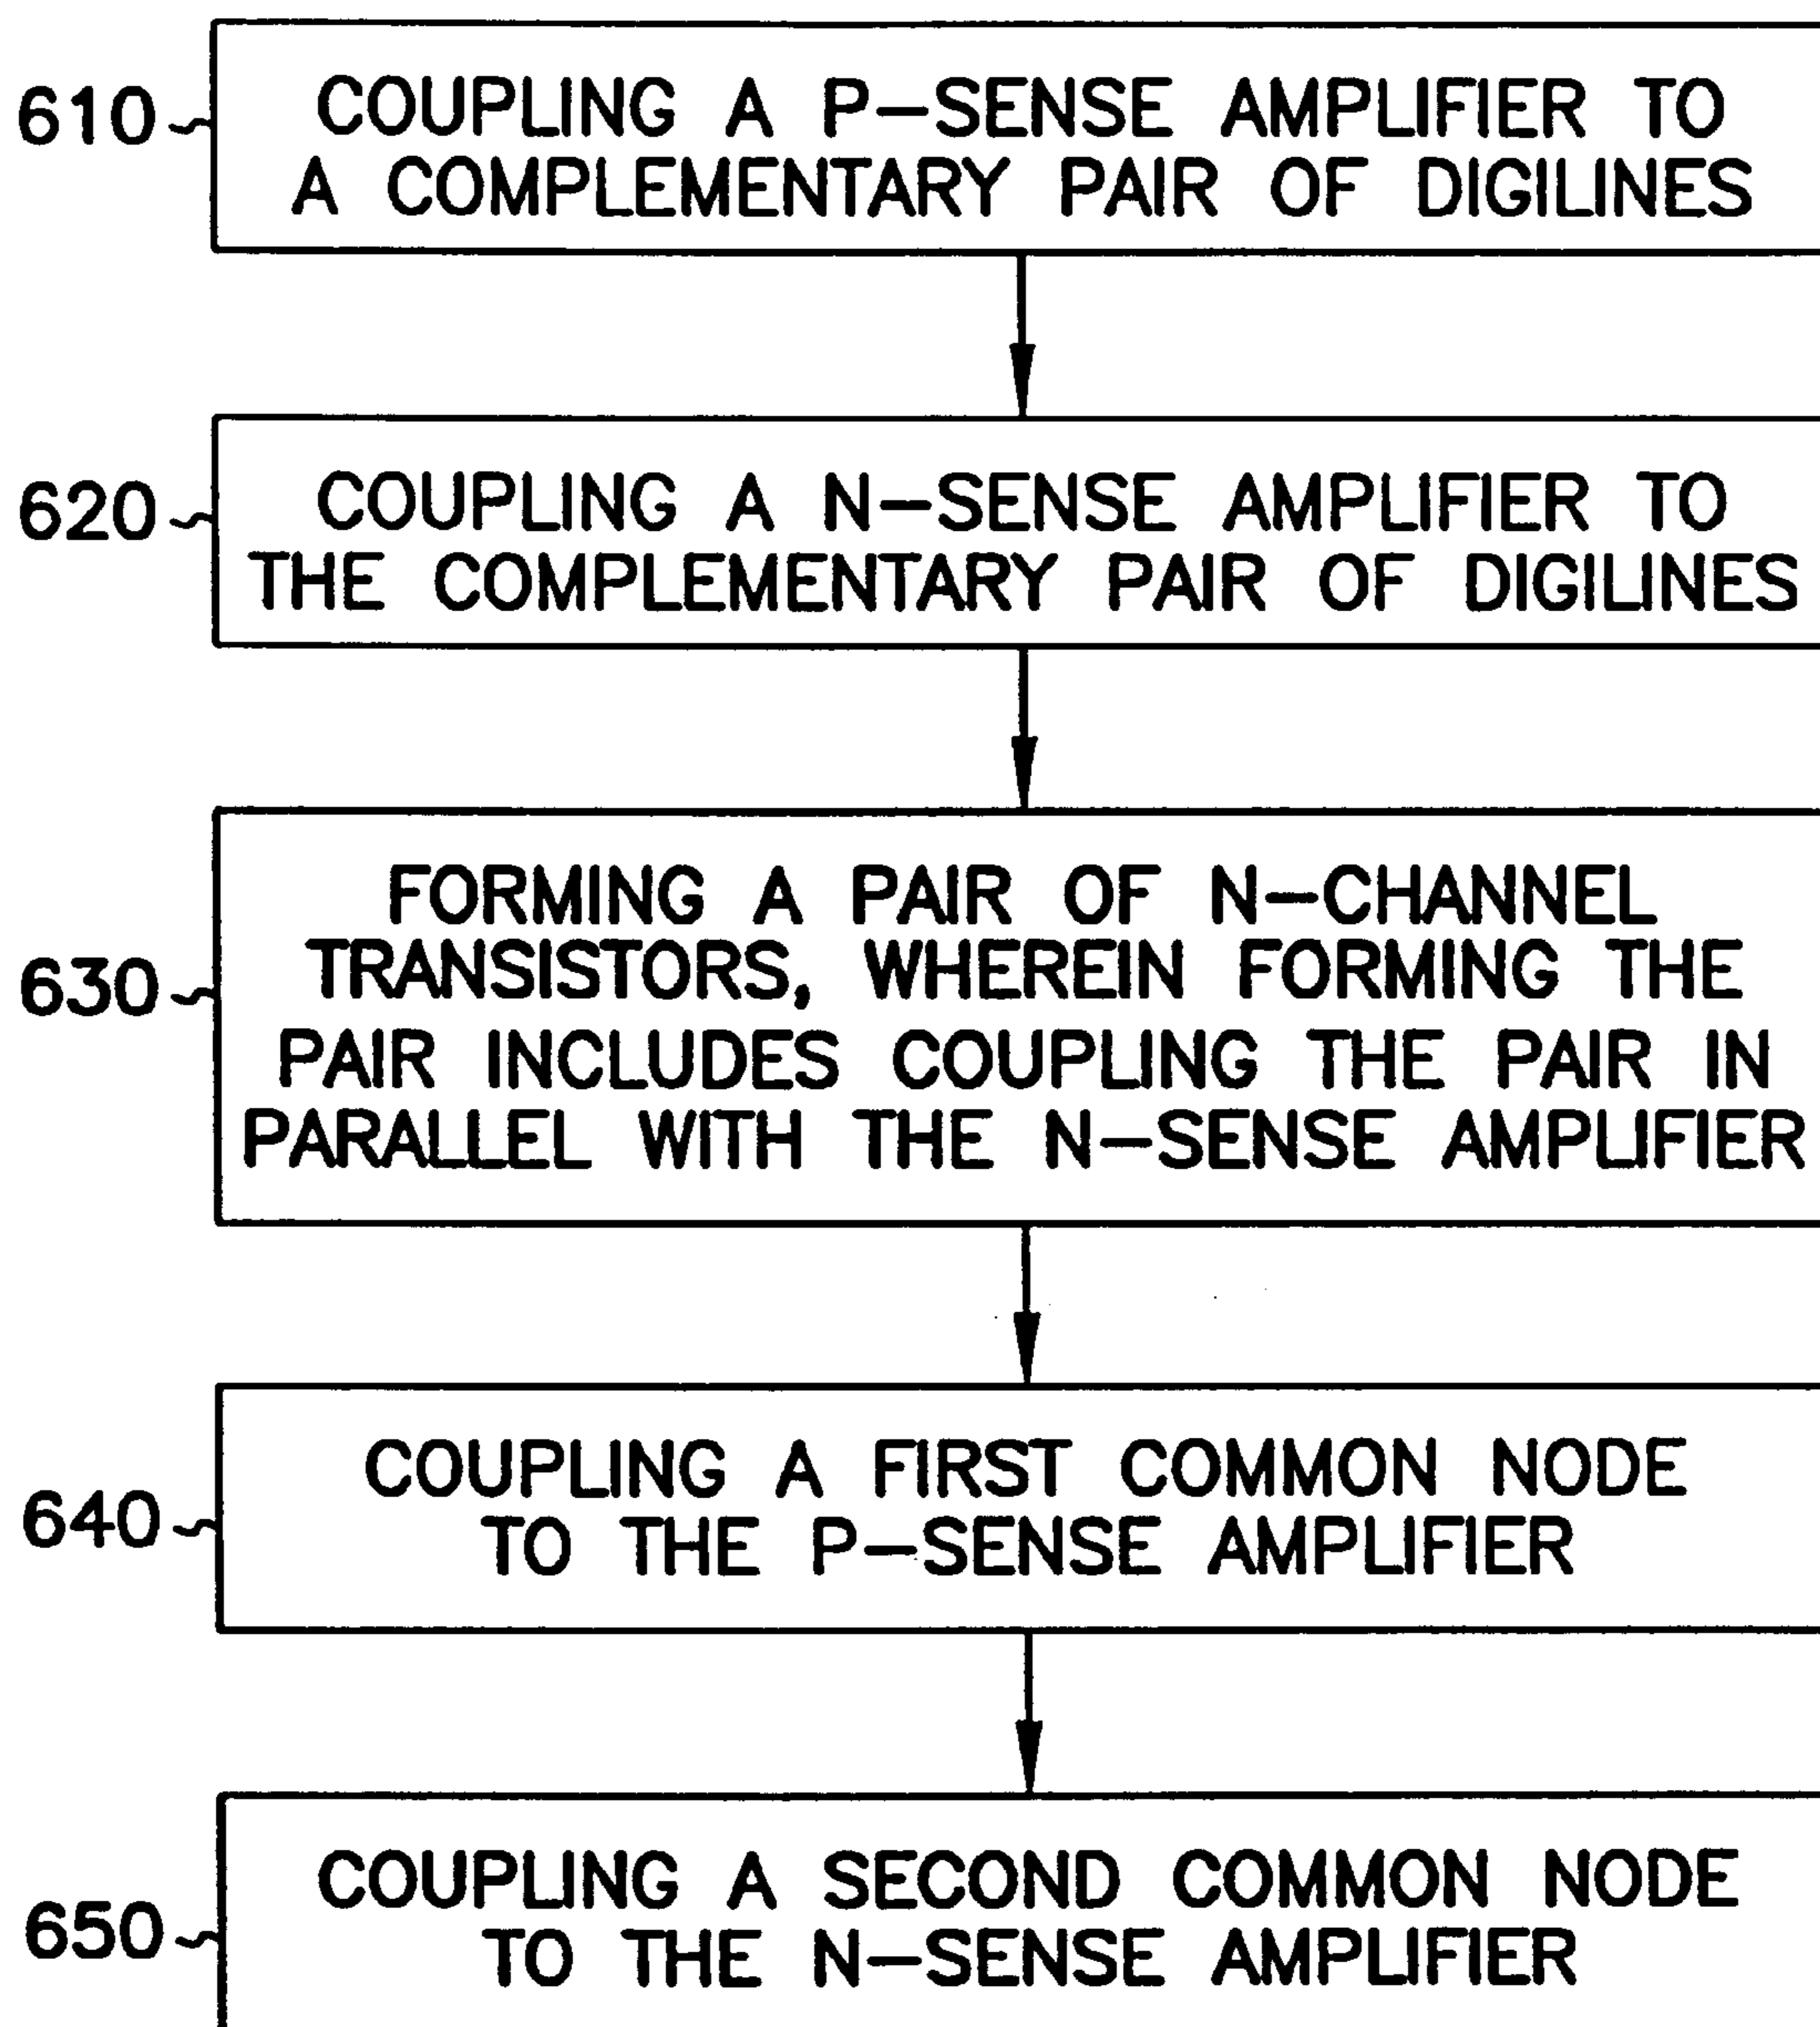 610
COUPLING A P-SENSE AMPLIFIER TO
A COMPLEMENTARY PAIR OF DIGILINES
620
COUPLING A N-SENSE AMPLIFIER TO
THE COMPLEMENTARY PAIR OF DIGILINES
630
FORMING A PAIR OF N-CHANNEL
TRANSISTORS, WHEREIN FORMING THE
PAIR INCLUDES COUPLING THE PAIR IN
PARALLEL WITH THE N-SENSE AMPLIFIER
640
COUPLING A FIRST COMMON NODE
TO THE P-SENSE AMPLIFIER
650
COUPLING A SECOND COMMON NODE
TO THE N-SENSE AMPLIFIER